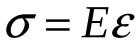 σ = Eε